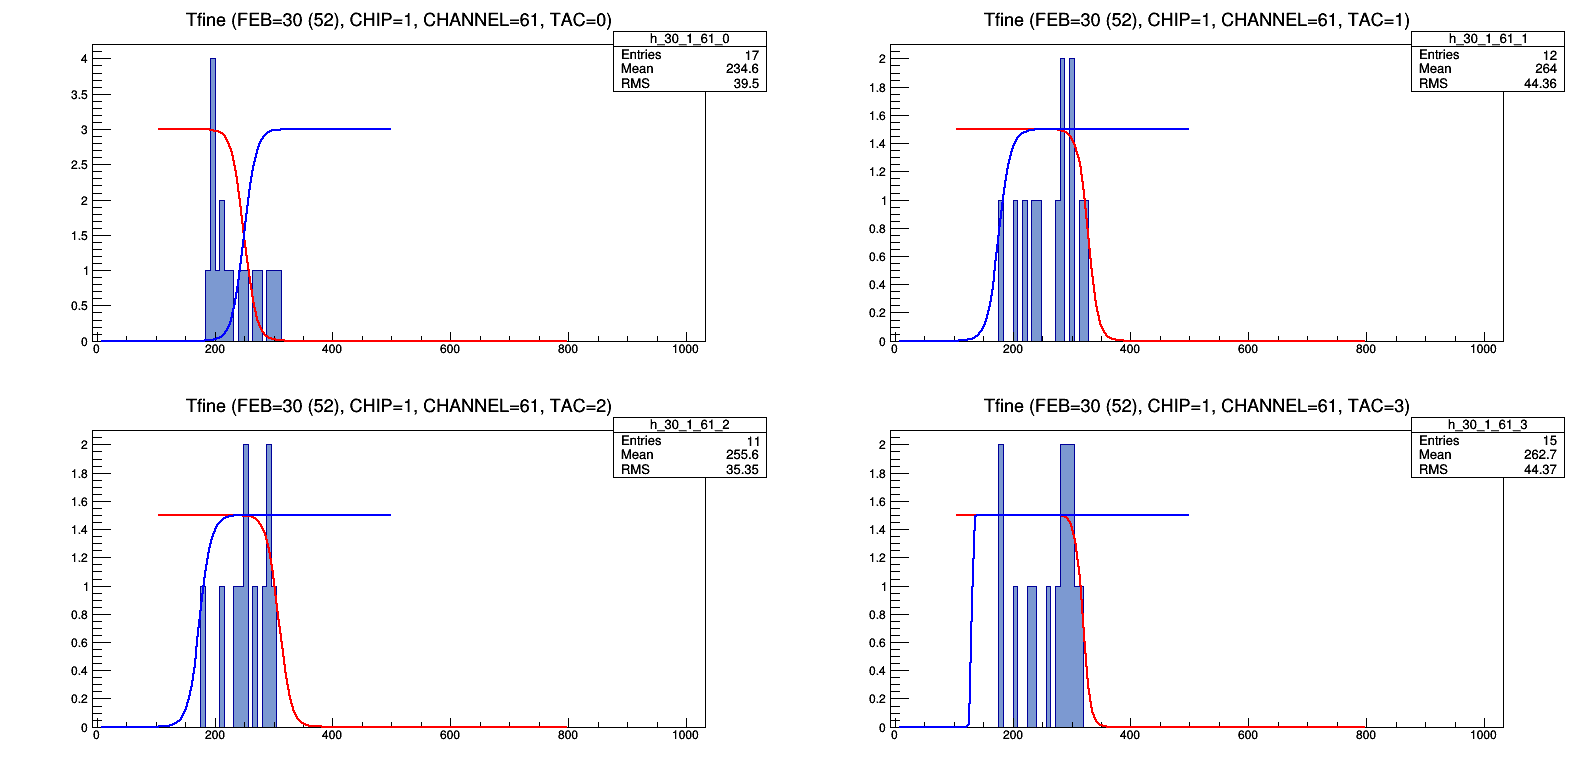 Tfine (FEB=30 (52), CHIP=1, CHANNEL=61, TAC=0)
h_30_1_61_0
Entries 17
Mean 234.6
RMS 39.5
4
3.5
3
2.5
2
1.5
1
0.5
0
0 200 400 600 800 1000
Tfine (FEB=30 (52), CHIP=1, CHANNEL=61, TAC=1)
h_30_1_61_1
Entries 12
Mean 264
RMS 44.36
2
1.8
1.6
1.4
1.2
1
0.8
0.6
0.4
0.2
0
0 200 400 600 800 1000
Tfine (FEB=30 (52), CHIP=1, CHANNEL=61, TAC=2)
h_30_1_61_2
Entries 11
Mean 255.6
RMS 35.35
2
1.8
1.6
1.4
1.2
1
0.8
0.6
0.4
0.2
0
0 200 400 600 800 1000
Tfine (FEB=30 (52), CHIP=1, CHANNEL=61, TAC=3)
h_30_1_61_3
Entries 15
Mean 262.7
RMS 44.37
2
1.8
1.6
1.4
1.2
1
0.8
0.6
0.4
0.2
0
0 200 400 600 800 1000